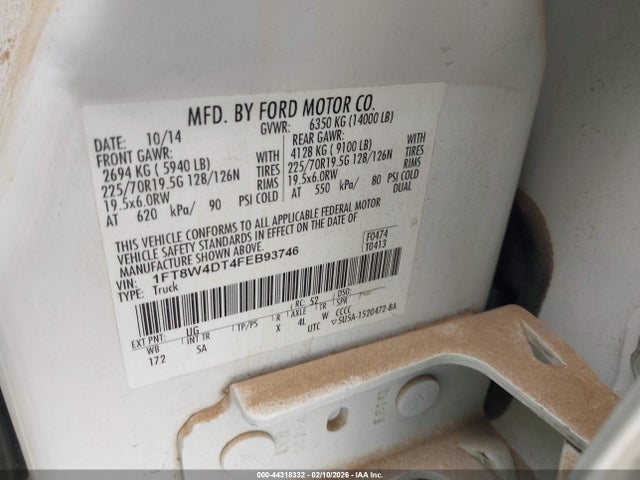 MFD. BY FORD MOTOR CO.
DATE: 10/14 GVWR: 6350 KG (14000 LB)
FRONT GAWR: REAR GAWR:
2694 KG ( 5940 LB) WITH 4128 KG ( 9100 LB) WITH
225/70R19.5G 128/126N TIRES 225/70R19.5G 128/126N TIRES
19.5x6.0RW RIMS 19.5x6.0RW RIMS
AT 620 kPa/ 90 PSI COLD AT 550 kPa/ 80 PSI COLD
DUAL
THIS VEHICLE CONFORMS TO ALL APPLICABLE FEDERAL MOTOR
VEHICLE SAFETY STANDARDS IN EFFECT ON THE DATE OF
MANUFACTURE SHOWN ABOVE.
VIN: 1FT8W4DT4FEB93746 F0474
TYPE: Truck T0413
RC: 52 DSO:
EXT PNT: UG
WB INT TR TP/PS R AXLE TR SPR
172 5A X 4L W CCCC
UTC ▽5U5A-1520472-BA
000-44318332 - 02/10/2026 - IAA Inc.